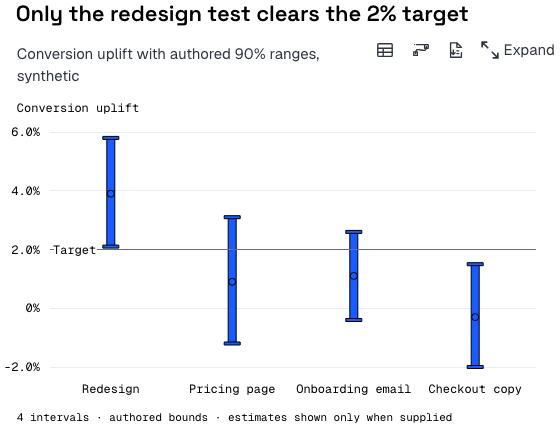 Only the redesign test clears the 2% target
Conversion uplift with authored 90% ranges,
synthetic
Expand
Conversion uplift
6.0%
4.0%
2.0%
Target
0%
-2.0%
Redesign
Pricing page
Onboarding email
Checkout copy
4 intervals · authored bounds · estimates shown only when supplied